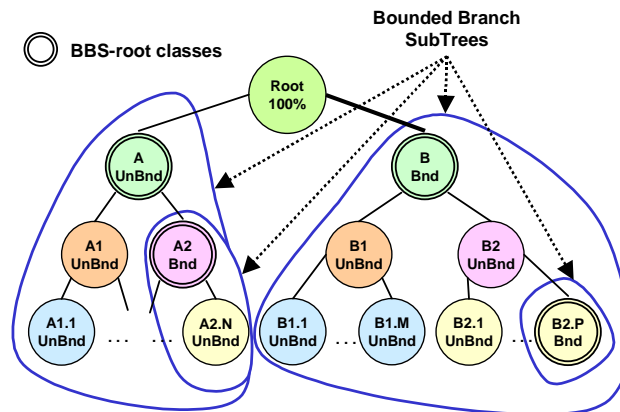 Bounded Branch
SubTrees
BBS-root classes
Root
100%
A
UnBnd
B
Bnd
A1
UnBnd
A2
Bnd
B1
UnBnd
B2
UnBnd
A1.1
UnBnd
... ...
A2.N
UnBnd
B1.1
UnBnd
...
B1.M
UnBnd
B2.1
UnBnd
...
B2.P
Bnd